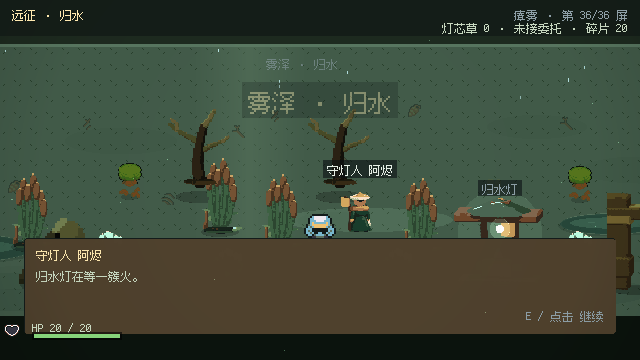 远征 · 归水
瘴雾 · 第 36/36 屏
灯芯草 0 · 未接委托 · 碎片 20
雾泽 · 归水
雾泽 · 归水
守灯人 阿烬
归水灯
守灯人 阿烬
归水灯在等一簇火。
E / 点击 继续
HP 20 / 20